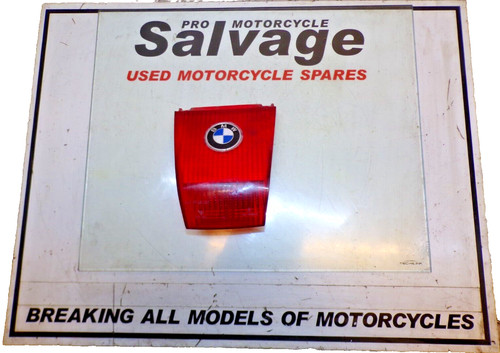 PRO MOTORCYCLE
Salvage
USED MOTORCYCLE SPARES
BMW
BREAKING ALL MODELS OF MOTORCYCLES